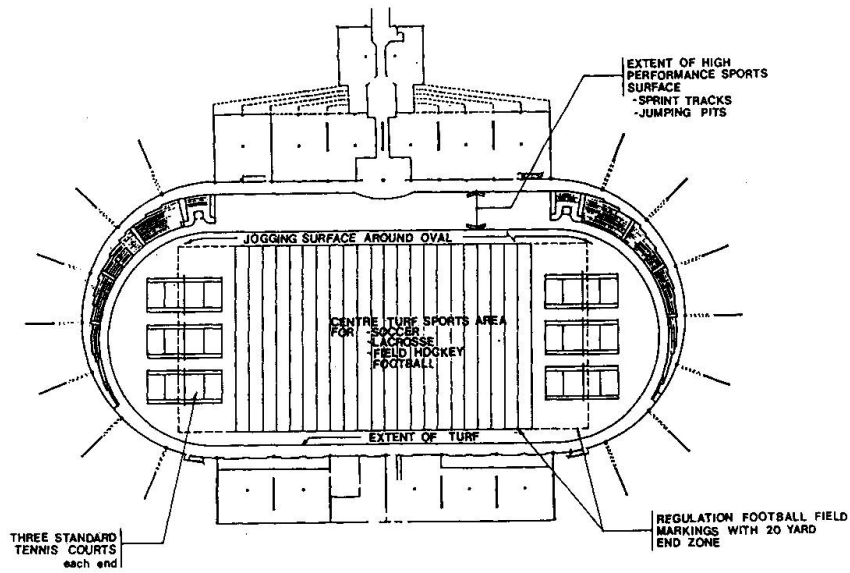 EXTENT OF HIGH
PERFORMANCE SPORTS
SURFACE
-SPRINT TRACKS
-JUMPING PITS
JOGGING SURFACE AROUND OVAL
CENTRE TURF SPORTS AREA
FOR -SOCCER
-LACROSSE
-FIELD HOCKEY
FOOTBALL
EXTENT OF TURF
THREE STANDARD
TENNIS COURTS
each end
REGULATION FOOTBALL FIELD
MARKINGS WITH 20 YARD
END ZONE